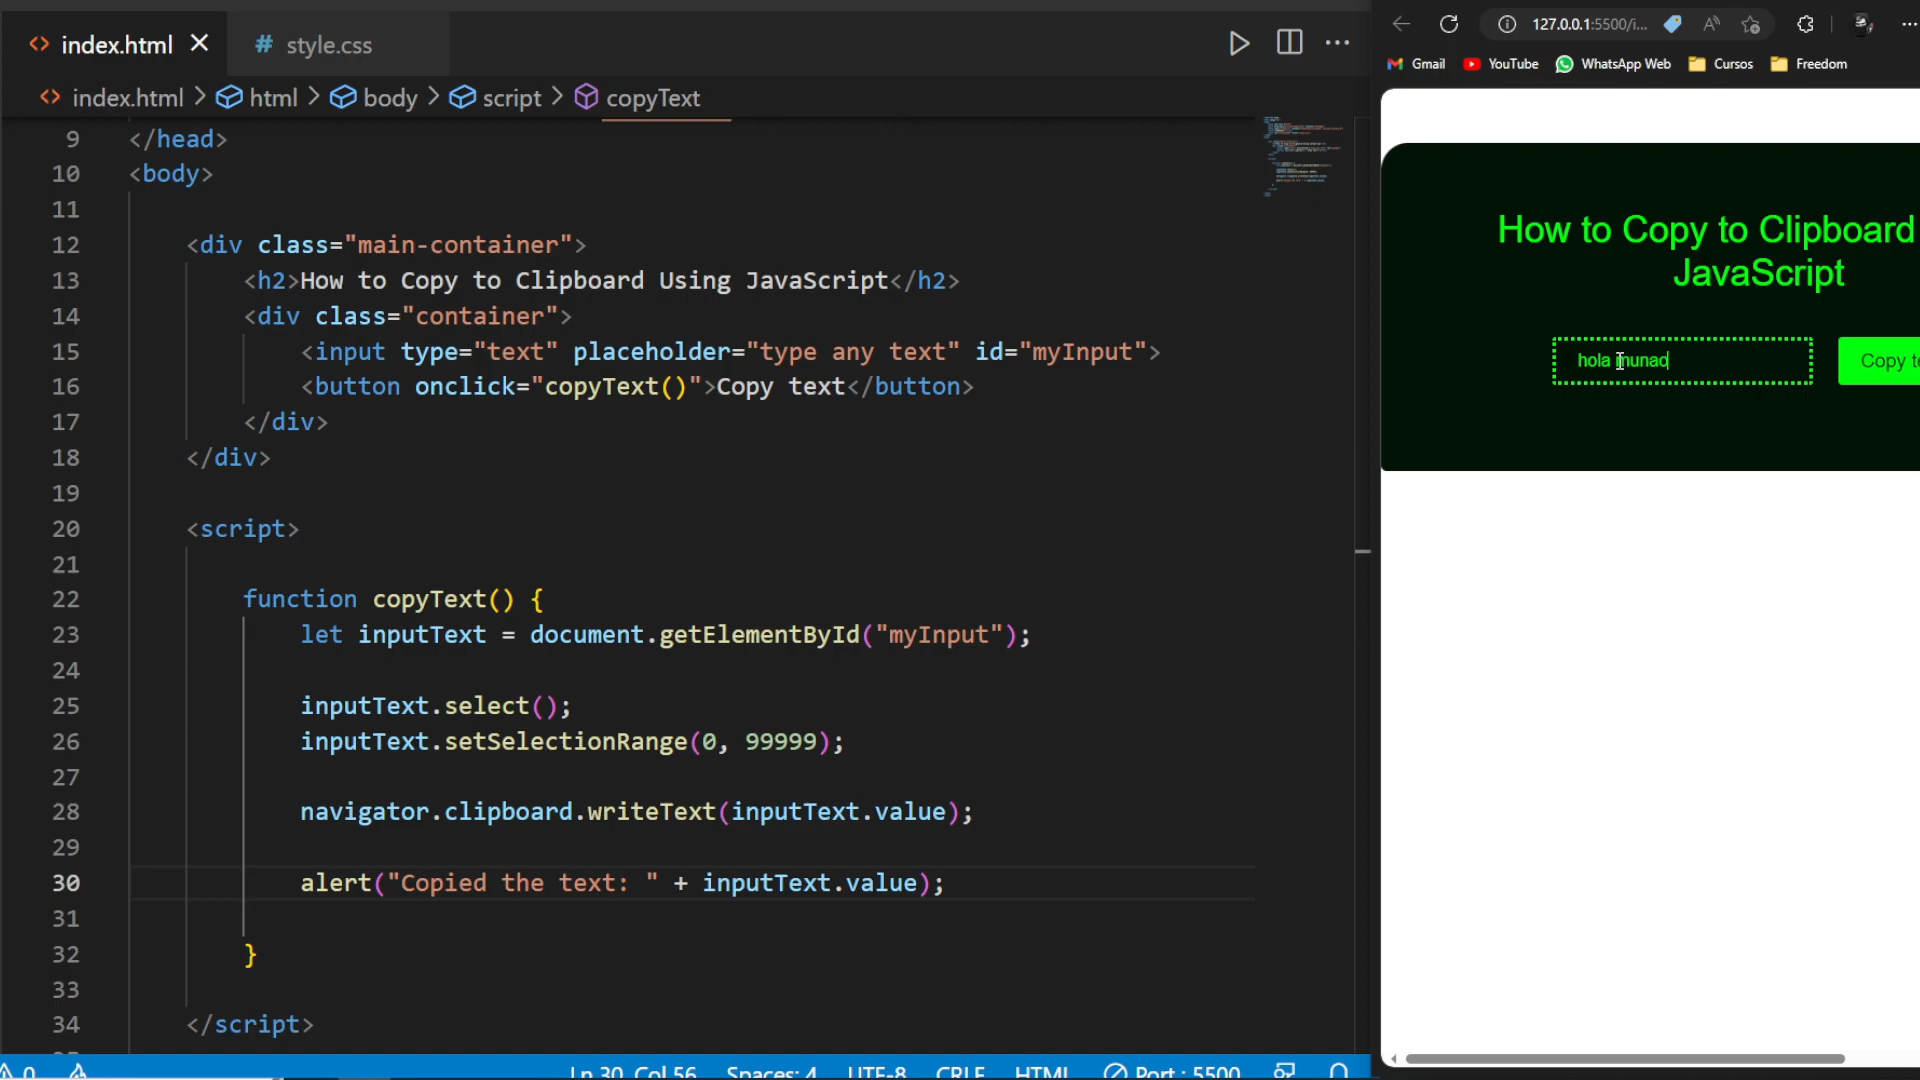 index.html
# style.css
index.html > html > body > script > copyText
9 </head>
10 <body>
11
12 <div class="main-container">
13 <h2>How to Copy to Clipboard Using JavaScript</h2>
14 <div class="container">
15 <input type="text" placeholder="type any text" id="myInput">
16 <button onclick="copyText()">Copy text</button>
17 </div>
18 </div>
19
20 <script>
21
22 function copyText() {
23 let inputText = document.getElementById("myInput");
24
25 inputText.select();
26 inputText.setSelectionRange(0, 99999);
27
28 navigator.clipboard.writeText(inputText.value);
29
30 alert("Copied the text: " + inputText.value);
31
32 }
33
34 </script>
0 Ln 30, Col 56 Spaces: 4 UTF-8 CRLF HTML Port : 5500
127.0.0.1:5500/i...
Gmail YouTube WhatsApp Web Cursos Freedom
How to Copy to Clipboard
JavaScript
hola munad
Copy te